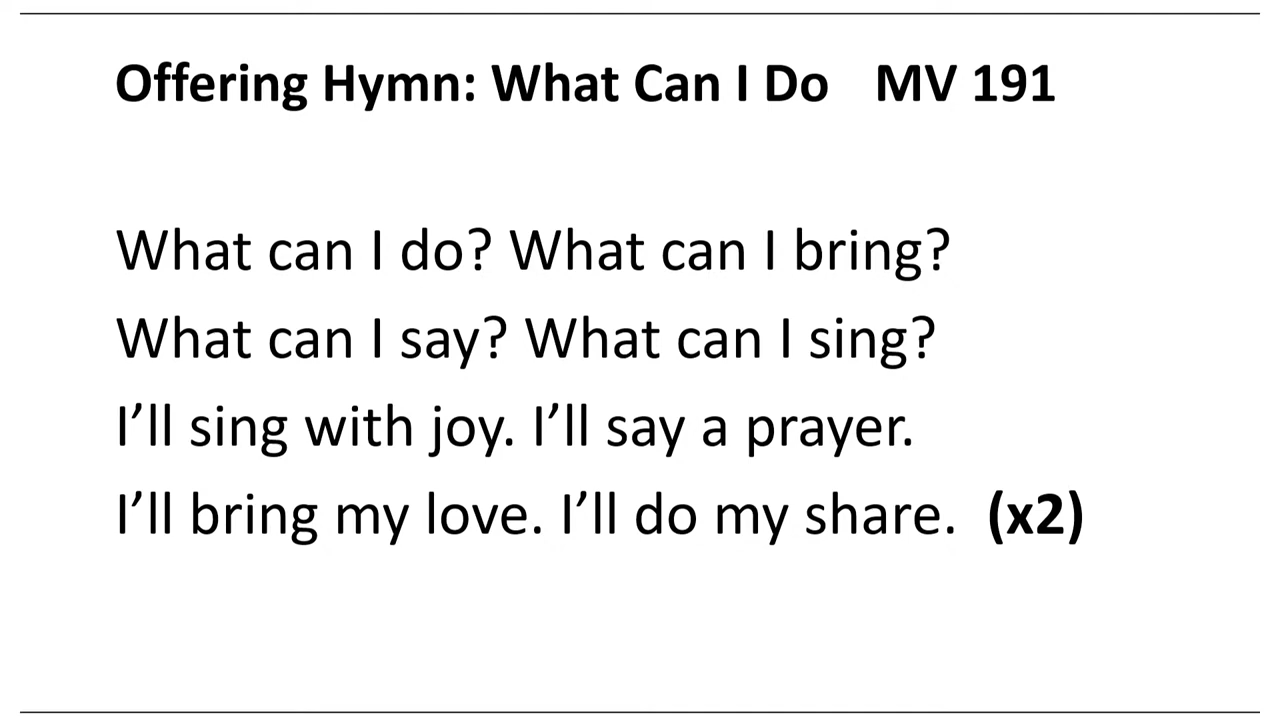 Offering Hymn: What Can I Do MV 191
What can I do? What can I bring?
What can I say? What can I sing?
I’ll sing with joy. I’ll say a prayer.
I’ll bring my love. I’ll do my share. (x2)